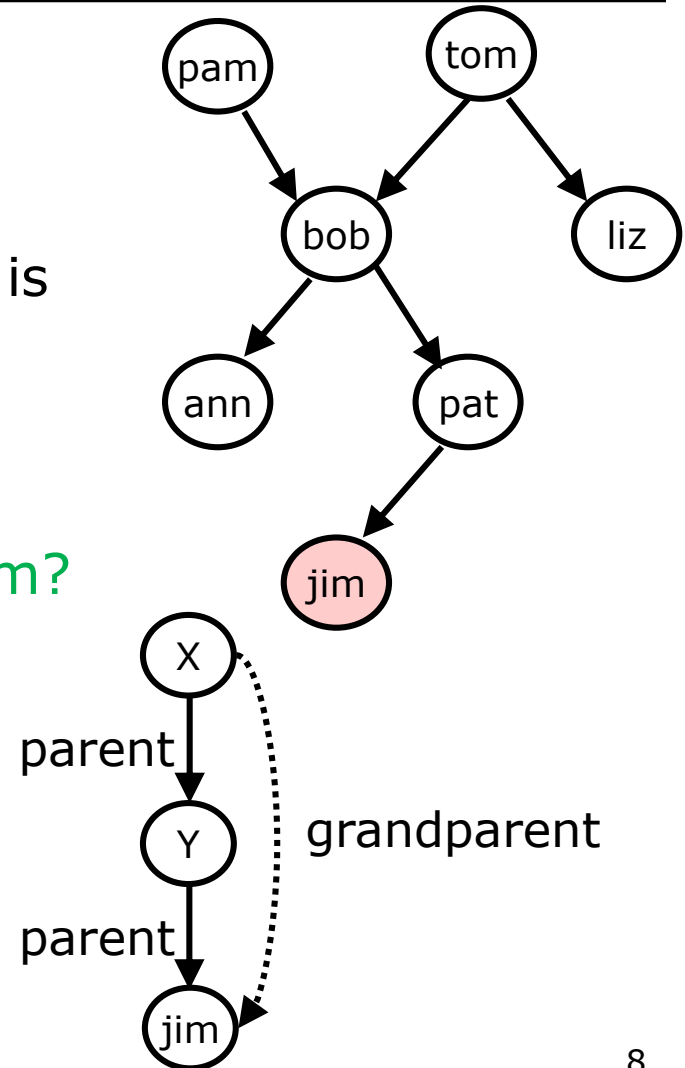 pam
tom
bob
liz
is
ann
pat
m?
jim
X
parent
Y
grandparent
parent
jim
8